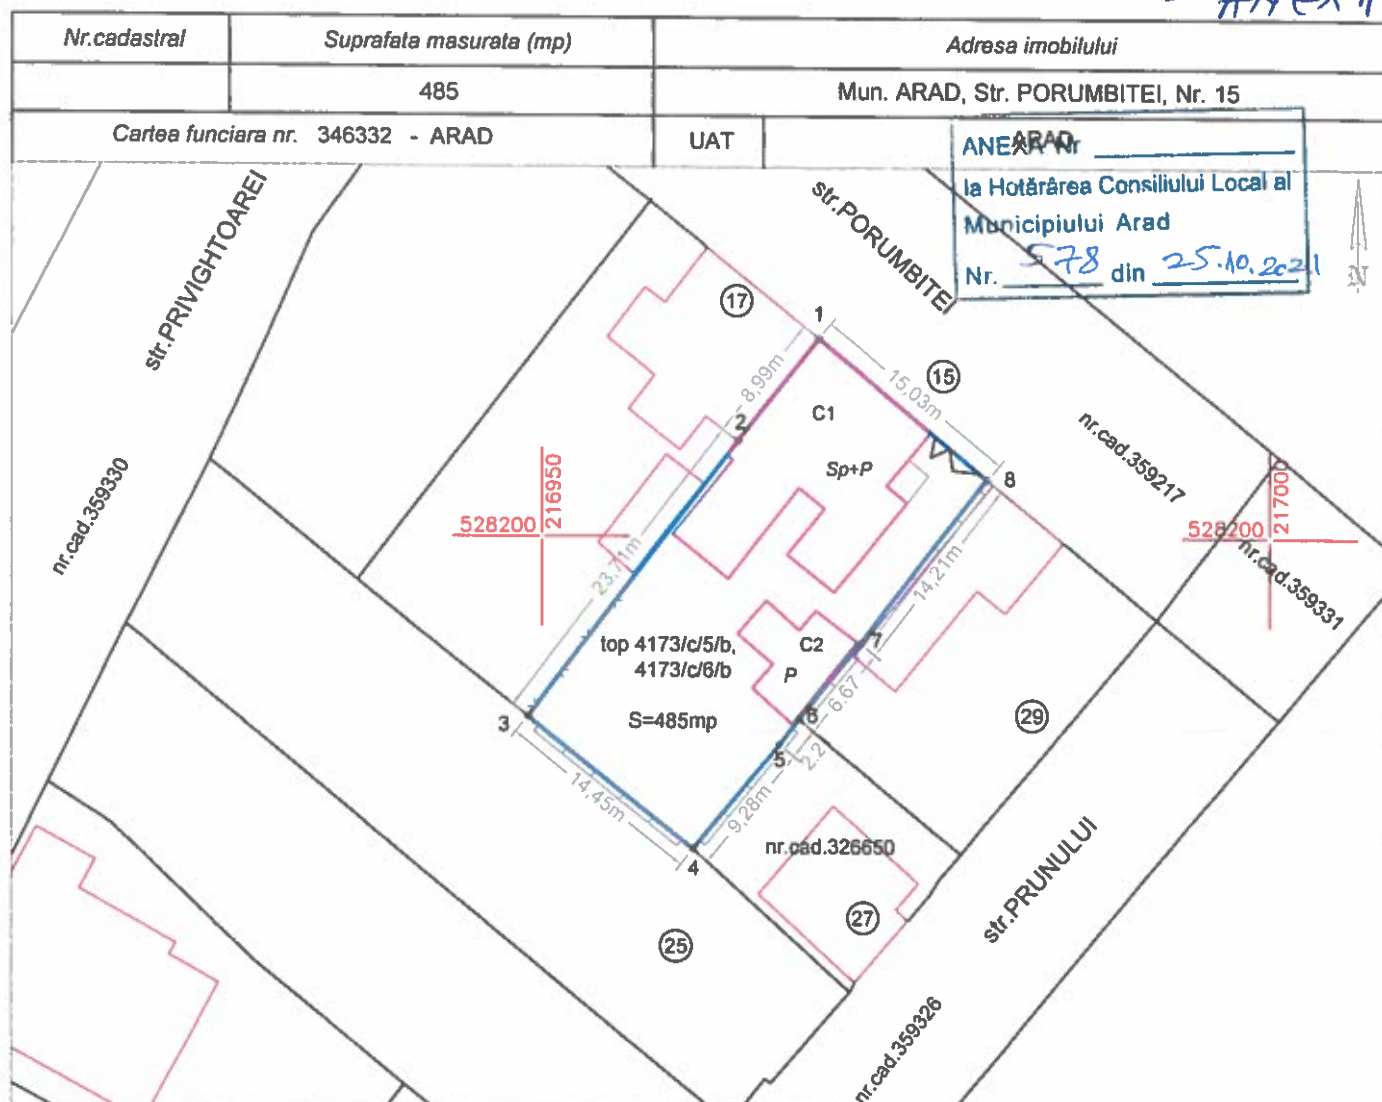 Nr.cadastral
Suprafata masurata (mp)
Adresa imobilului
485
Mun. ARAD, Str. PORUMBITEI, Nr. 15
Cartea funciara nr. 346332 - ARAD
UAT
ARAD
ANEXA Nr
la Hotărârea Consiliului Local al
Municipiului Arad
Nr. 578 din 25.10.2021
str.PRIVIGHTOAREI
str.PORUMBITEI
N
17
1
15
8,99m
15,03m
C1
2
Sp+P
8
nr.cad.359217
nr.cad.359330
528200
216950
528200
21700
nr.cad.359331
23,71m
14,21m
top 4173/c/5/b,
4173/c/6/b
C2
7
P
6.67
S=485mp
3
6
29
5
2.2
14,45m
9,28m
4
nr.cad.326650
27
25
str.PRUNULUI
nr.cad.359326